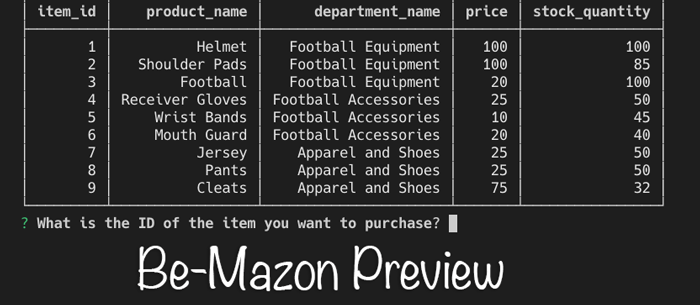 item_id product_name department_name price stock_quantity
1 Helmet Football Equipment 100 100
2 Shoulder Pads Football Equipment 100 85
3 Football Football Equipment 20 100
4 Receiver Gloves Football Accessories 25 50
5 Wrist Bands Football Accessories 10 45
6 Mouth Guard Football Accessories 20 40
7 Jersey Apparel and Shoes 25 50
8 Pants Apparel and Shoes 25 50
9 Cleats Apparel and Shoes 75 32
? What is the ID of the item you want to purchase?
Be-Mazon Preview